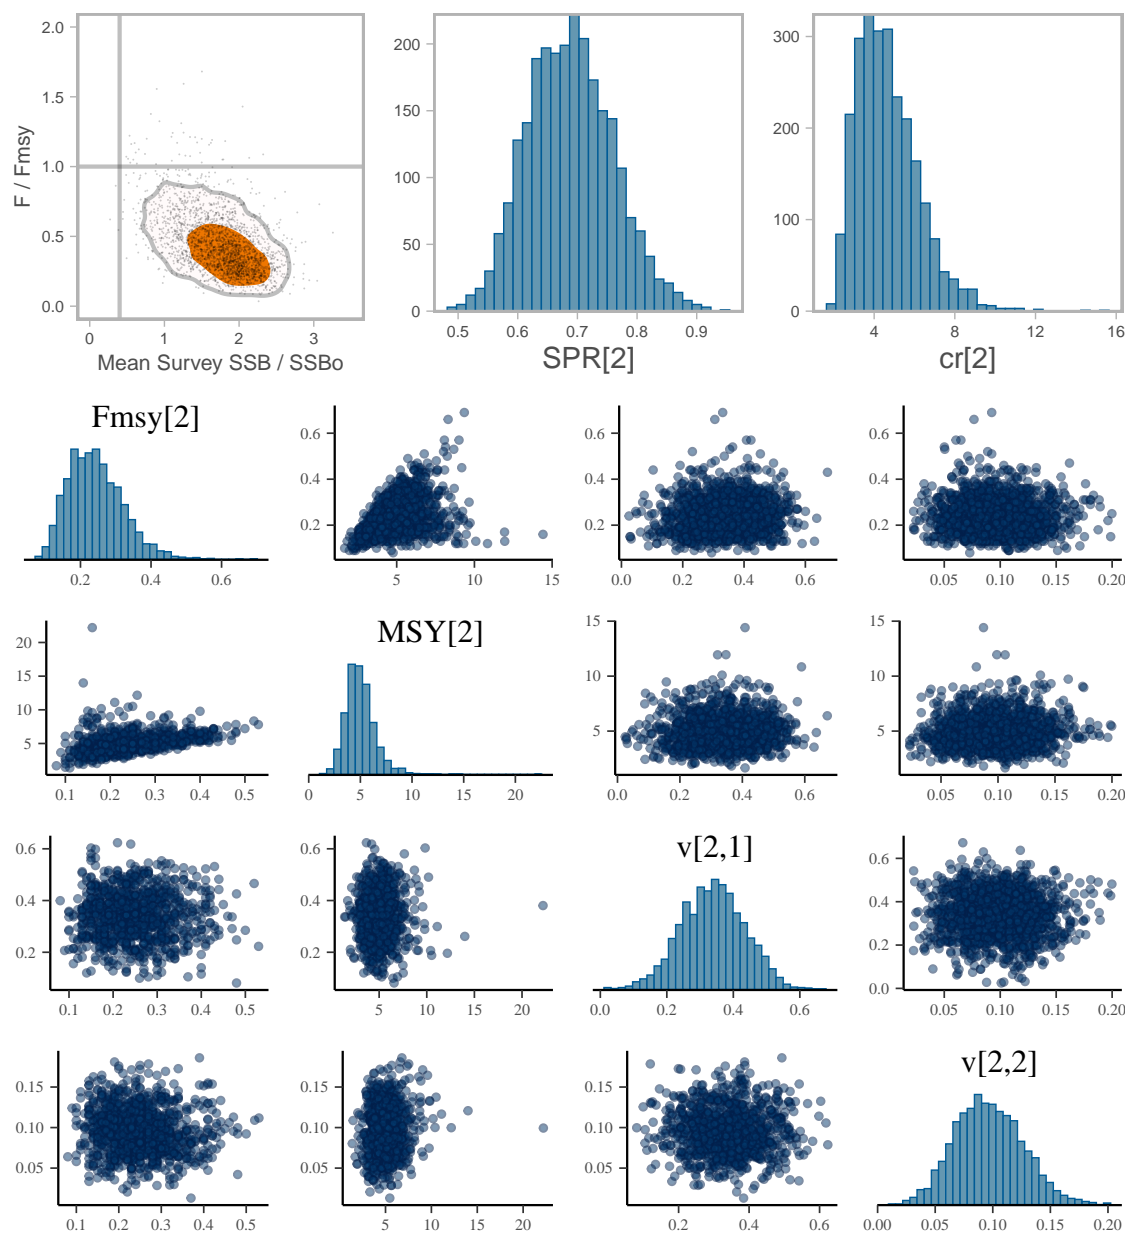 2.0
1.5
1.0
0.5
0.0
F / Fmsy
0 1 2 3
Mean Survey SSB / SSBo
200
150
100
50
0
0.5 0.6 0.7 0.8 0.9
SPR[2]
300
200
100
0
4 8 12 16
cr[2]
Fmsy[2]
0.2 0.4 0.6
0.6
0.4
0.2
5 10 15
0.6
0.4
0.2
0.0 0.2 0.4 0.6
0.6
0.4
0.2
0.05 0.10 0.15 0.20
20
15
10
5
0.1 0.2 0.3 0.4 0.5
MSY[2]
0 5 10 15 20
15
10
5
0.0 0.2 0.4 0.6
15
10
5
0.05 0.10 0.15 0.20
0.6
0.4
0.2
0.1 0.2 0.3 0.4 0.5
0.6
0.4
0.2
5 10 15 20
v[2,1]
0.0 0.2 0.4 0.6
0.6
0.4
0.2
0.0
0.05 0.10 0.15 0.20
0.15
0.10
0.05
0.1 0.2 0.3 0.4 0.5
0.15
0.10
0.05
5 10 15 20
0.15
0.10
0.05
0.2 0.4 0.6
v[2,2]
0.00 0.05 0.10 0.15 0.20